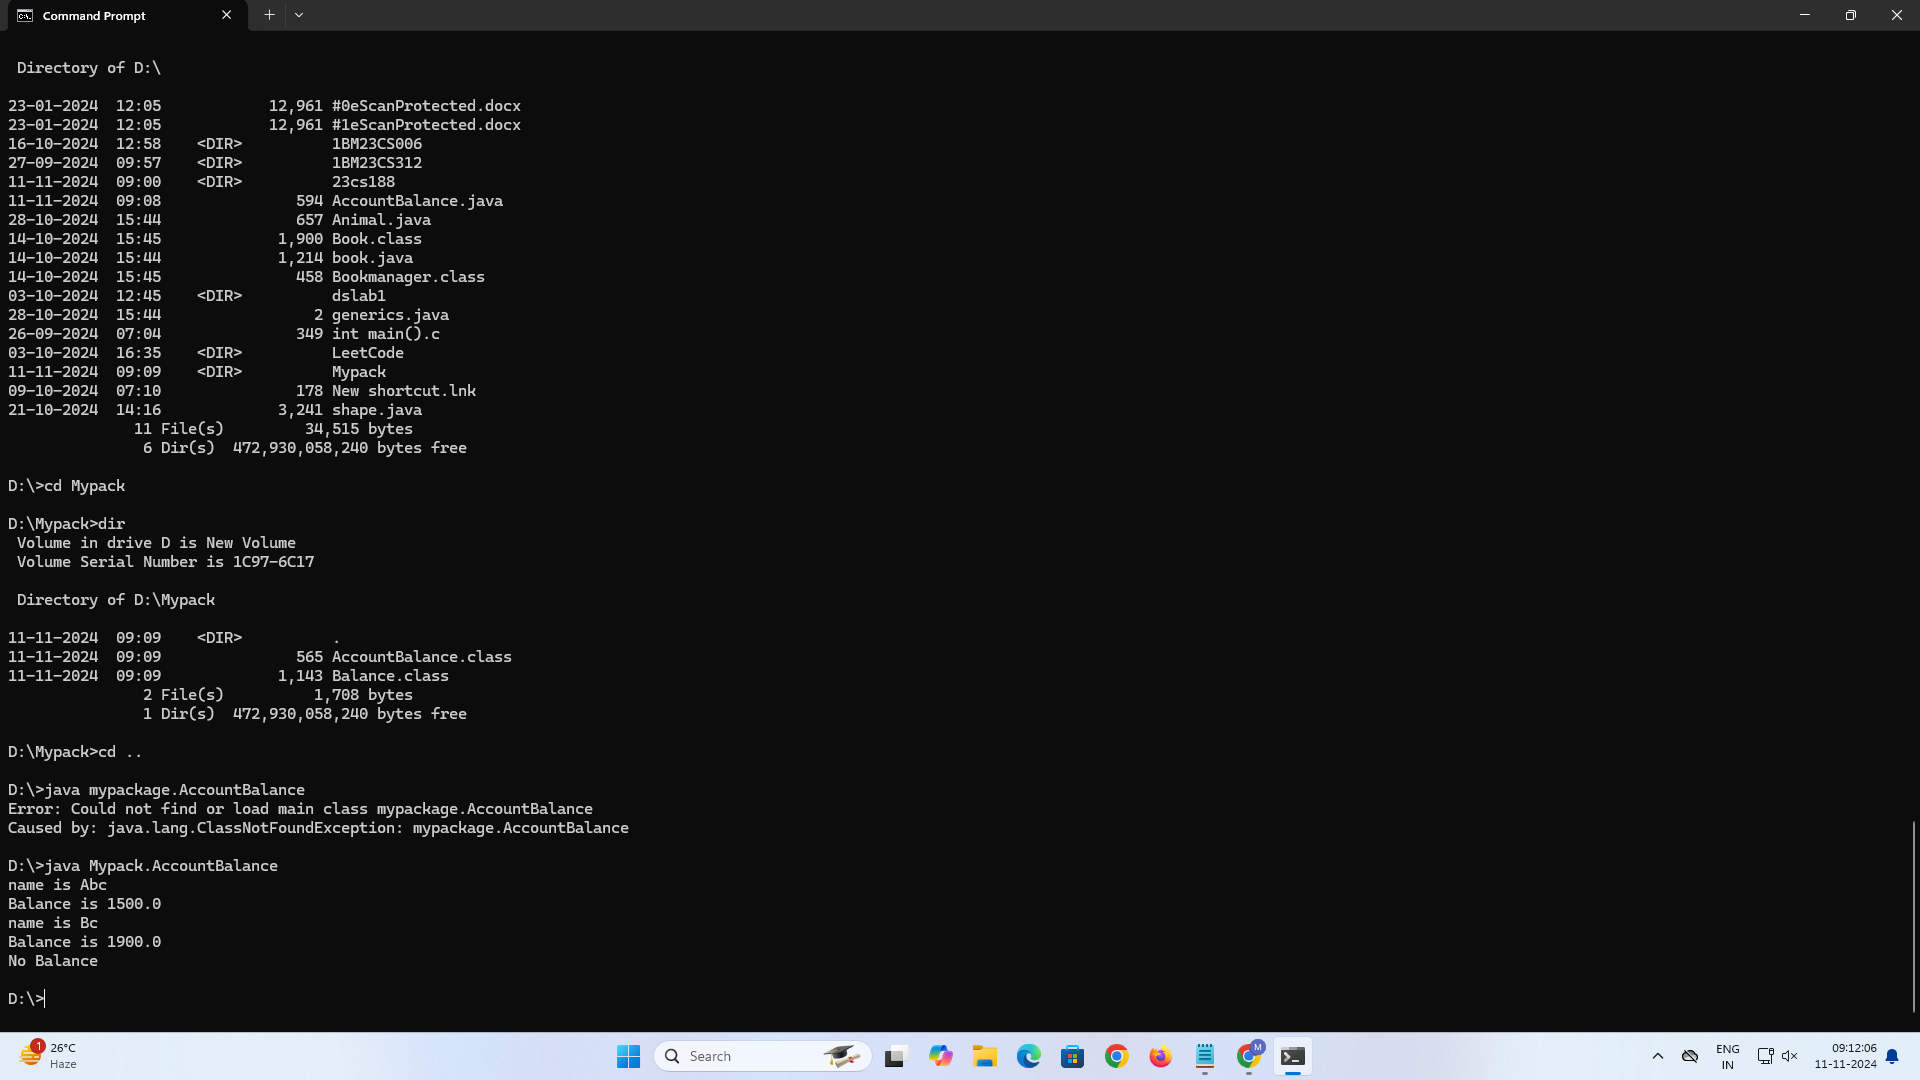 Command Prompt
Directory of D:\
23-01-2024  12:05            12,961 #0eScanProtected.docx
23-01-2024  12:05            12,961 #1eScanProtected.docx
16-10-2024  12:58    <DIR>          1BM23CS006
27-09-2024  09:57    <DIR>          1BM23CS312
11-11-2024  09:00    <DIR>          23cs188
11-11-2024  09:08               594 AccountBalance.java
28-10-2024  15:44               657 Animal.java
14-10-2024  15:45             1,900 Book.class
14-10-2024  15:44             1,214 book.java
14-10-2024  15:45               458 Bookmanager.class
03-10-2024  12:45    <DIR>          dslab1
28-10-2024  15:44                 2 generics.java
26-09-2024  07:04               349 int main().c
03-10-2024  16:35    <DIR>          LeetCode
11-11-2024  09:09    <DIR>          Mypack
09-10-2024  07:10               178 New shortcut.lnk
21-10-2024  14:16             3,241 shape.java
11 File(s)         34,515 bytes
6 Dir(s)  472,930,058,240 bytes free
D:\>cd Mypack
D:\Mypack>dir
Volume in drive D is New Volume
Volume Serial Number is 1C97-6C17
Directory of D:\Mypack
11-11-2024  09:09    <DIR>          .
11-11-2024  09:09               565 AccountBalance.class
11-11-2024  09:09             1,143 Balance.class
2 File(s)          1,708 bytes
1 Dir(s)  472,930,058,240 bytes free
D:\Mypack>cd ..
D:\>java mypackage.AccountBalance
Error: Could not find or load main class mypackage.AccountBalance
Caused by: java.lang.ClassNotFoundException: mypackage.AccountBalance
D:\>java Mypack.AccountBalance
name is Abc
Balance is 1500.0
name is Bc
Balance is 1900.0
No Balance
D:\>
1
26°C
Haze
Search
M
ENG
IN
09:12:06
11-11-2024